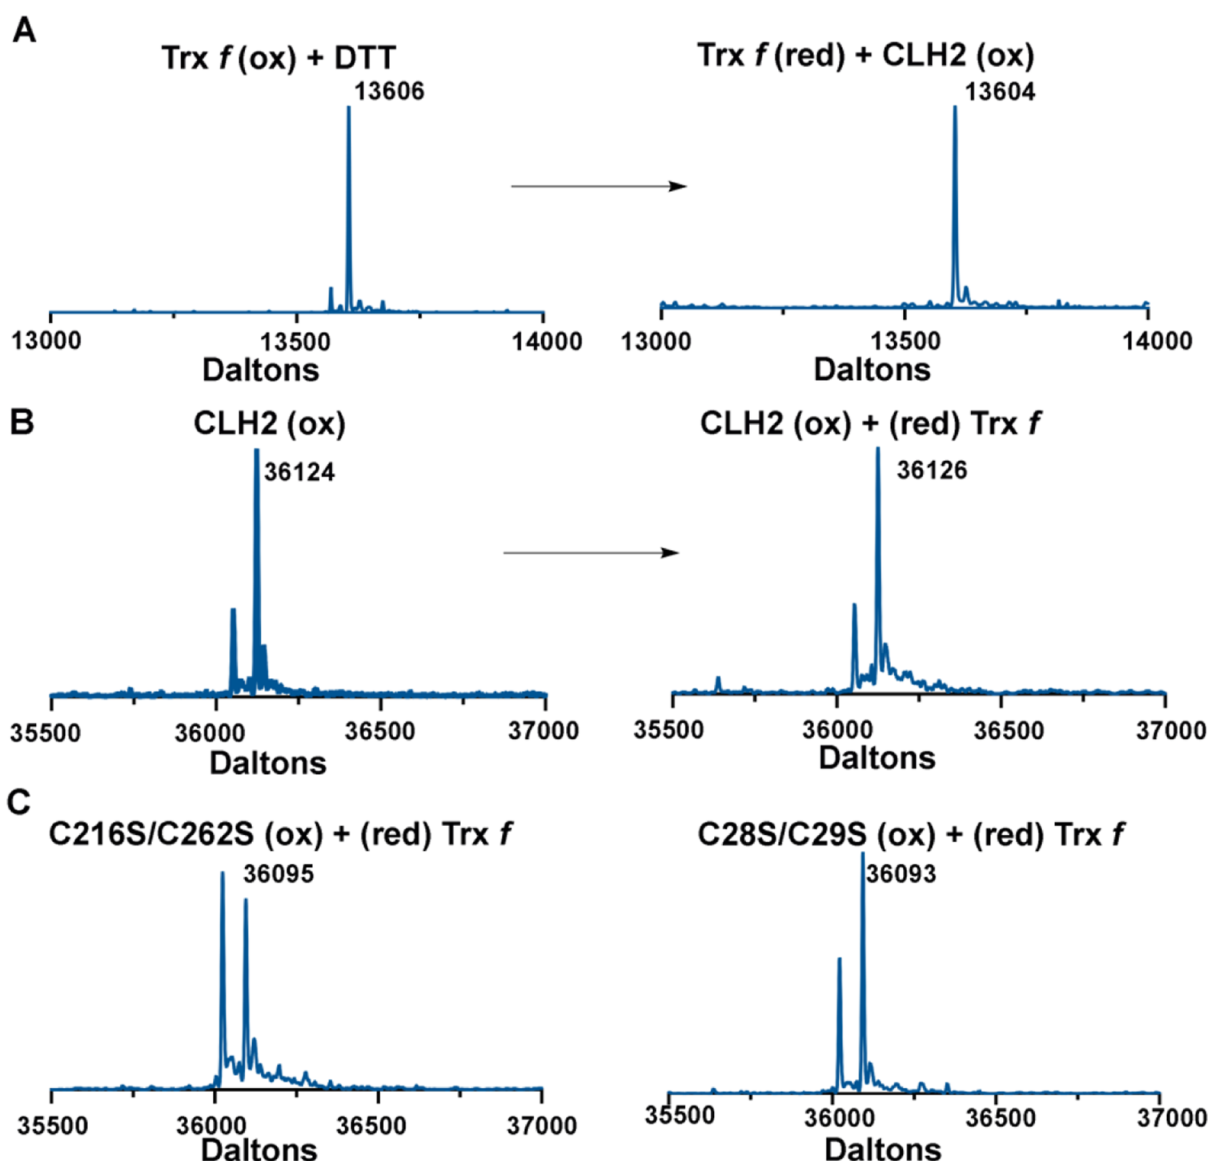 A
Trx f (ox) + DTT
Trx f (red) + CLH2 (ox)
13606
13604
13000 13500 14000
13000 13500 14000
Daltons
Daltons
B
CLH2 (ox)
CLH2 (ox) + (red) Trx f
36124
36126
35500 36000 36500 37000
35500 36000 36500 37000
Daltons
Daltons
C
C216S/C262S (ox) + (red) Trx f
C28S/C29S (ox) + (red) Trx f
36095
36093
35500 36000 36500 37000
35500 36000 36500 37000
Daltons
Daltons